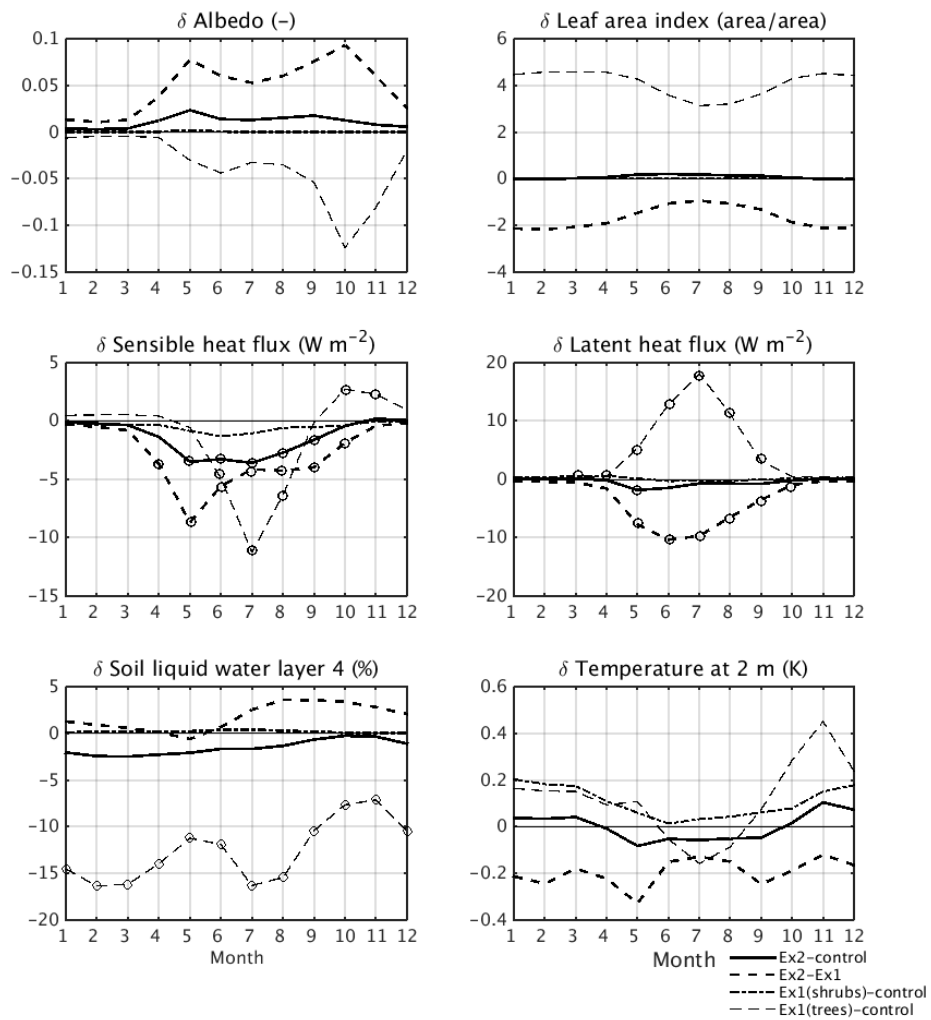 δ Albedo (–)
0.1
0.05
0
−0.05
−0.1
−0.15
1 2 3 4 5 6 7 8 9 10 11 12
δ Leaf area index (area/area)
6
4
2
0
−2
−4
1 2 3 4 5 6 7 8 9 10 11 12
δ Sensible heat flux (W m⁻²)
5
0
−5
−10
−15
1 2 3 4 5 6 7 8 9 10 11 12
δ Latent heat flux (W m⁻²)
20
10
0
−10
−20
1 2 3 4 5 6 7 8 9 10 11 12
δ Soil liquid water layer 4 (%)
5
0
−5
−10
−15
−20
1 2 3 4 5 6 7 8 9 10 11 12
Month
δ Temperature at 2 m (K)
0.6
0.4
0.2
0
−0.2
−0.4
1 2 3 4 5 6 7 8 9 10 11 12
Month
Ex2−control
Ex2−Ex1
Ex1(shrubs)−control
Ex1(trees)−control